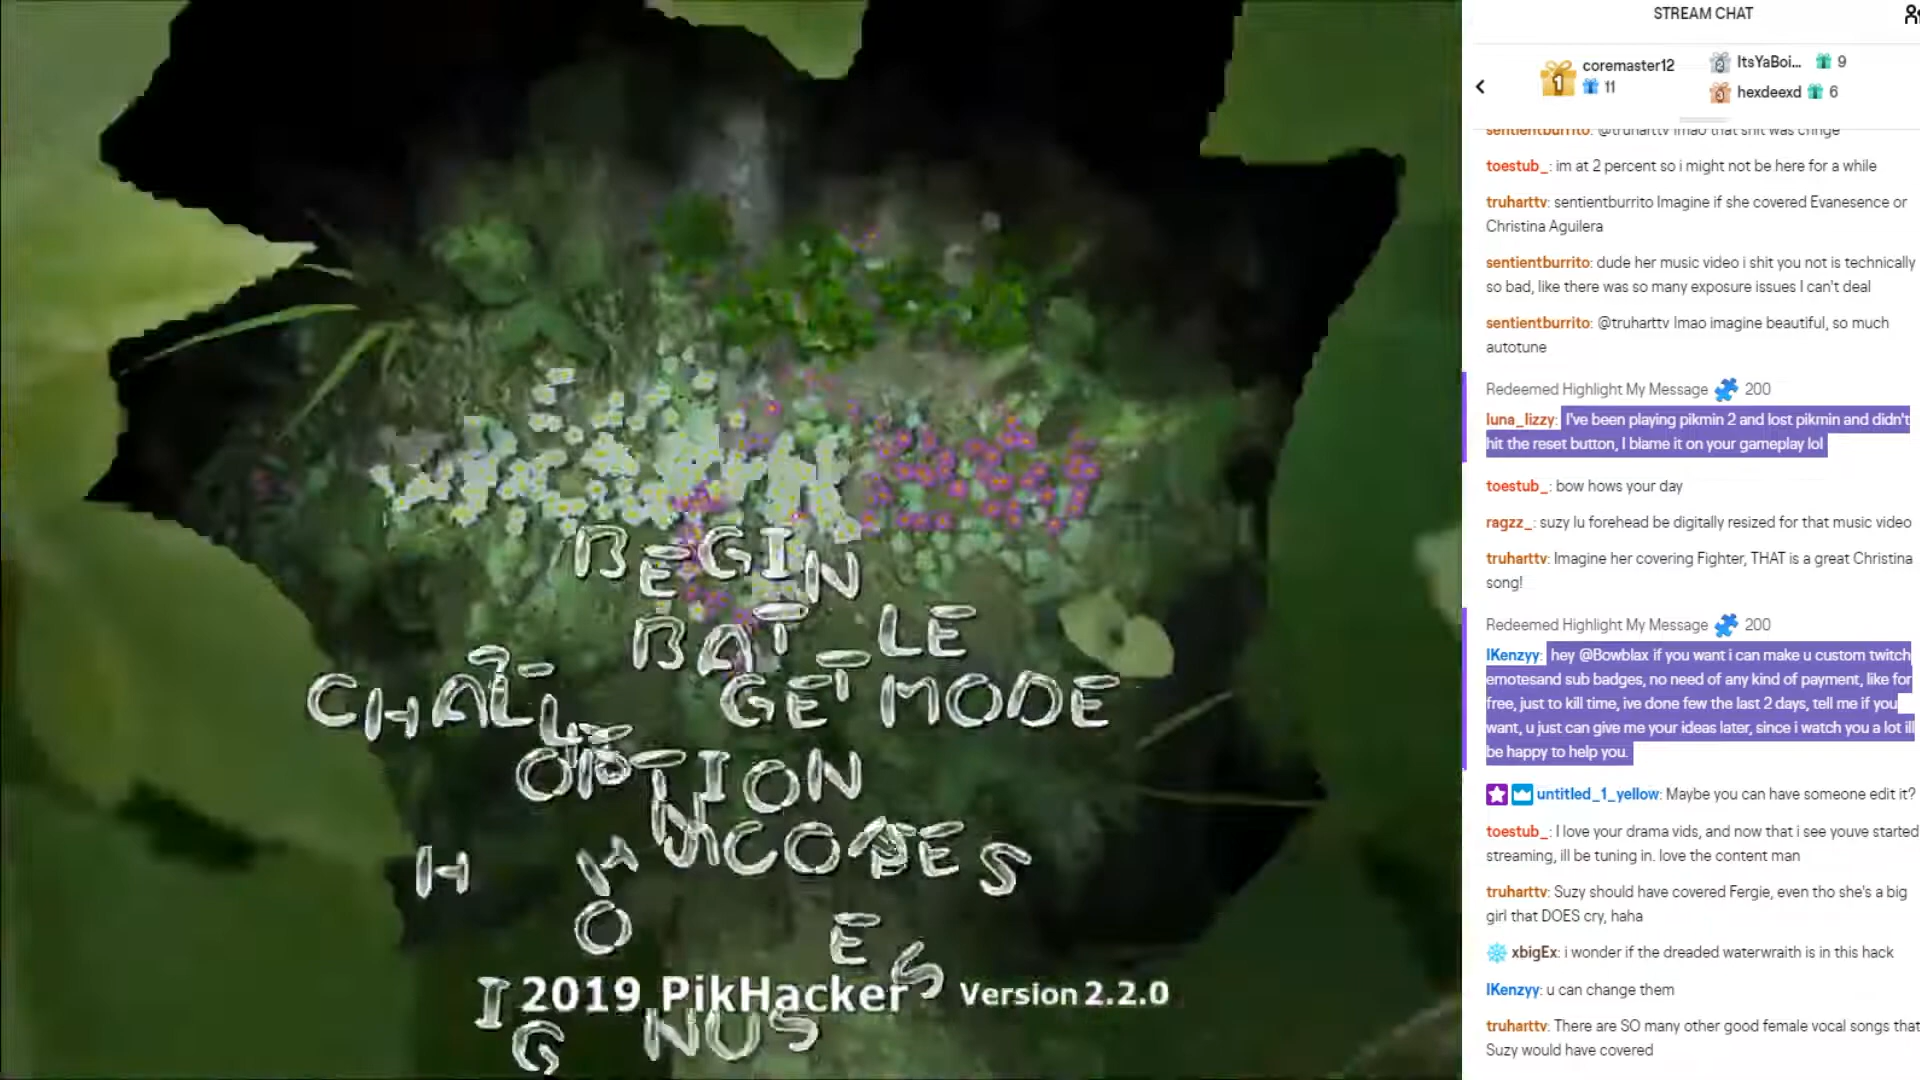 BEGIN
BATTLE
CHALLENGE MODE
OPTION
2019 PikHacker Version 2.2.0
STREAM CHAT
coremaster12
11
ItsYaBoi... 9
hexdeexd 6
sentientburrito: @truharttv lmao that shit was cringe
toestub_: im at 2 percent so i might not be here for a while
truharttv: sentientburrito Imagine if she covered Evanesence or
Christina Aguilera
sentientburrito: dude her music video i shit you not is technically
so bad, like there was so many exposure issues I can't deal
sentientburrito: @truharttv lmao imagine beautiful, so much
autotune
Redeemed Highlight My Message 200
luna_lizzy: I've been playing pikmin 2 and lost pikmin and didn't
hit the reset button, I blame it on your gameplay lol
toestub_: bow hows your day
ragzz_: suzy lu forehead be digitally resized for that music video
truharttv: Imagine her covering Fighter, THAT is a great Christina
song!
Redeemed Highlight My Message 200
IKenzyy: hey @Bowblax if you want i can make u custom twitch
emotesand sub badges, no need of any kind of payment, like for
free, just to kill time, ive done few the last 2 days, tell me if you
want, u just can give me your ideas later, since i watch you a lot ill
be happy to help you.
untitled_1_yellow: Maybe you can have someone edit it?
toestub_: I love your drama vids, and now that i see youve started
streaming, ill be tuning in. love the content man
truharttv: Suzy should have covered Fergie, even tho she's a big
girl that DOES cry, haha
xbigEx: i wonder if the dreaded waterwraith is in this hack
IKenzyy: u can change them
truharttv: There are SO many other good female vocal songs that
Suzy would have covered